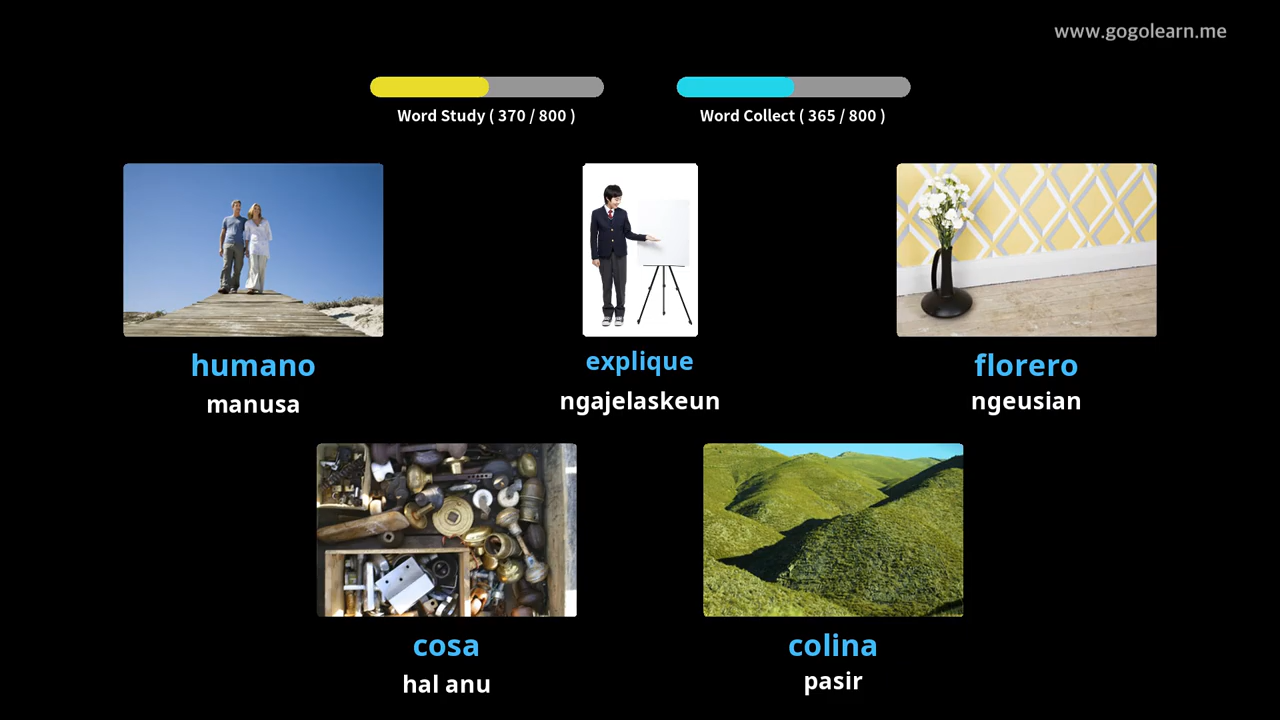 www.gogolearn.me
Word Study ( 370 / 800 )
Word Collect ( 365 / 800 )
humano
manusa
explique
ngajelaskeun
florero
ngeusian
cosa
hal anu
colina
pasir